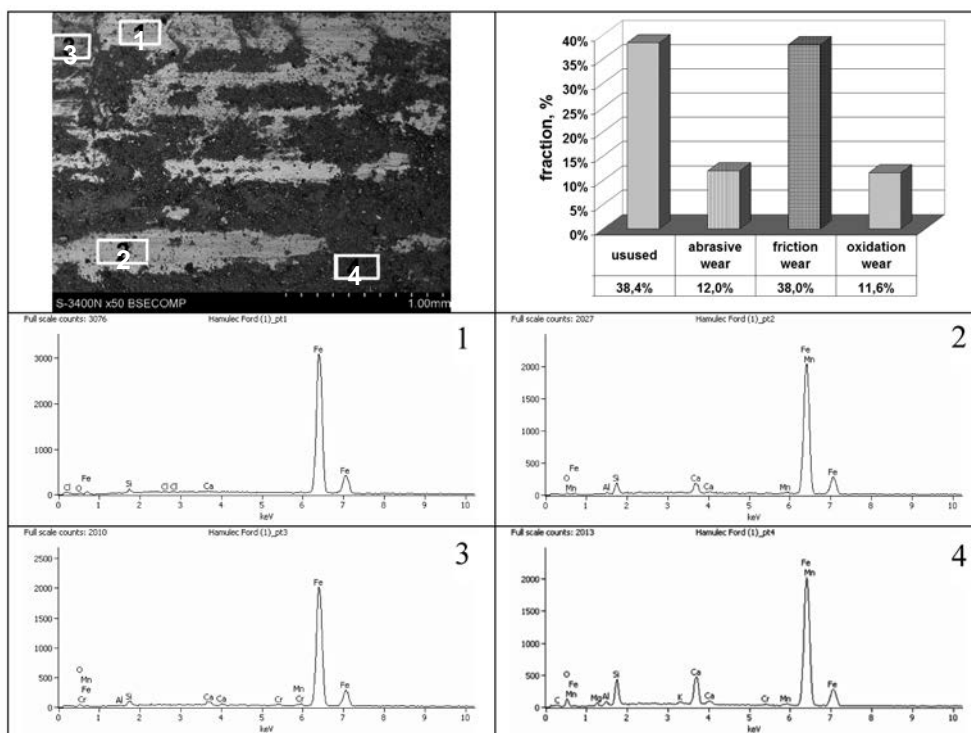 3
1
2
4
S-3400N x50 BSECOMP 1.00mm
fraction, %
40%
35%
30%
25%
20%
15%
10%
5%
0%
usused abrasive wear friction wear oxidation wear
38,4% 12,0% 38,0% 11,6%
Full scale counts: 3076 Hamulec Ford (1)_pt1
1
3000
2000
1000
0
Fe
Fe
Cl O Fe Si Cl Cl Ca
0 1 2 3 4 5 6 7 8 9 10
keV
Full scale counts: 2027 Hamulec Ford (1)_pt2
2
2000
1500
1000
500
0
Fe
Mn
Fe
O Fe
Mn Al Si Ca Ca Mn
0 1 2 3 4 5 6 7 8 9 10
keV
Full scale counts: 2010 Hamulec Ford (1)_pt3
3
2500
2000
1500
1000
500
0
Fe
Fe
O
Mn
Fe
Cr Al Si Ca Ca Cr Mn
Cr
0 1 2 3 4 5 6 7 8 9 10
keV
Full scale counts: 2013 Hamulec Ford (1)_pt4
4
2500
2000
1500
1000
500
0
Fe
Mn
Fe
O
Fe
C Mn Mg Al Si K Ca Ca Cr Mn
0 1 2 3 4 5 6 7 8 9 10
keV